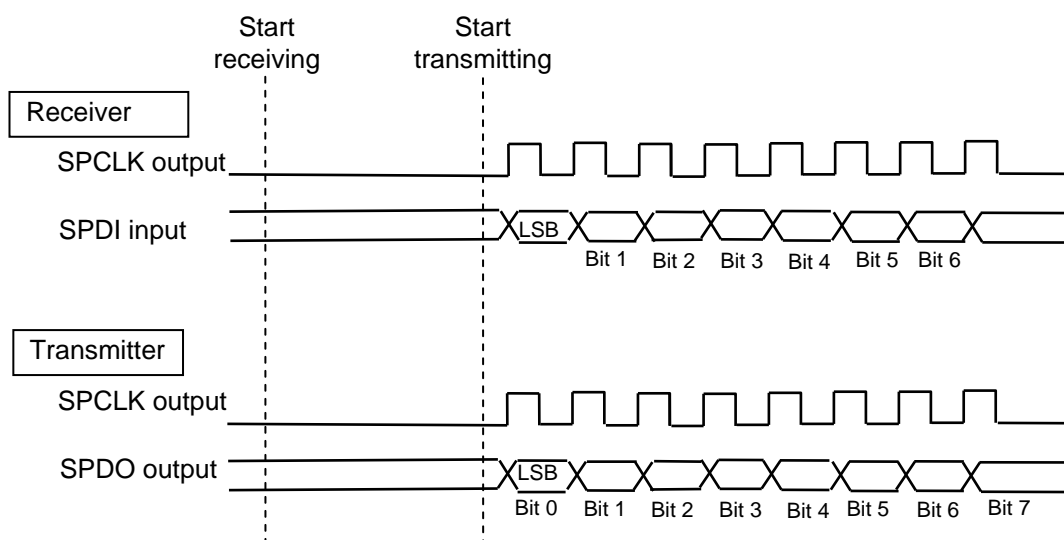 Start receiving
Start transmitting
Receiver
SPCLK output
SPDI input
LSB
Bit 1 Bit 2 Bit 3 Bit 4 Bit 5 Bit 6
Transmitter
SPCLK output
SPDO output
LSB
Bit 0 Bit 1 Bit 2 Bit 3 Bit 4 Bit 5 Bit 6 Bit 7